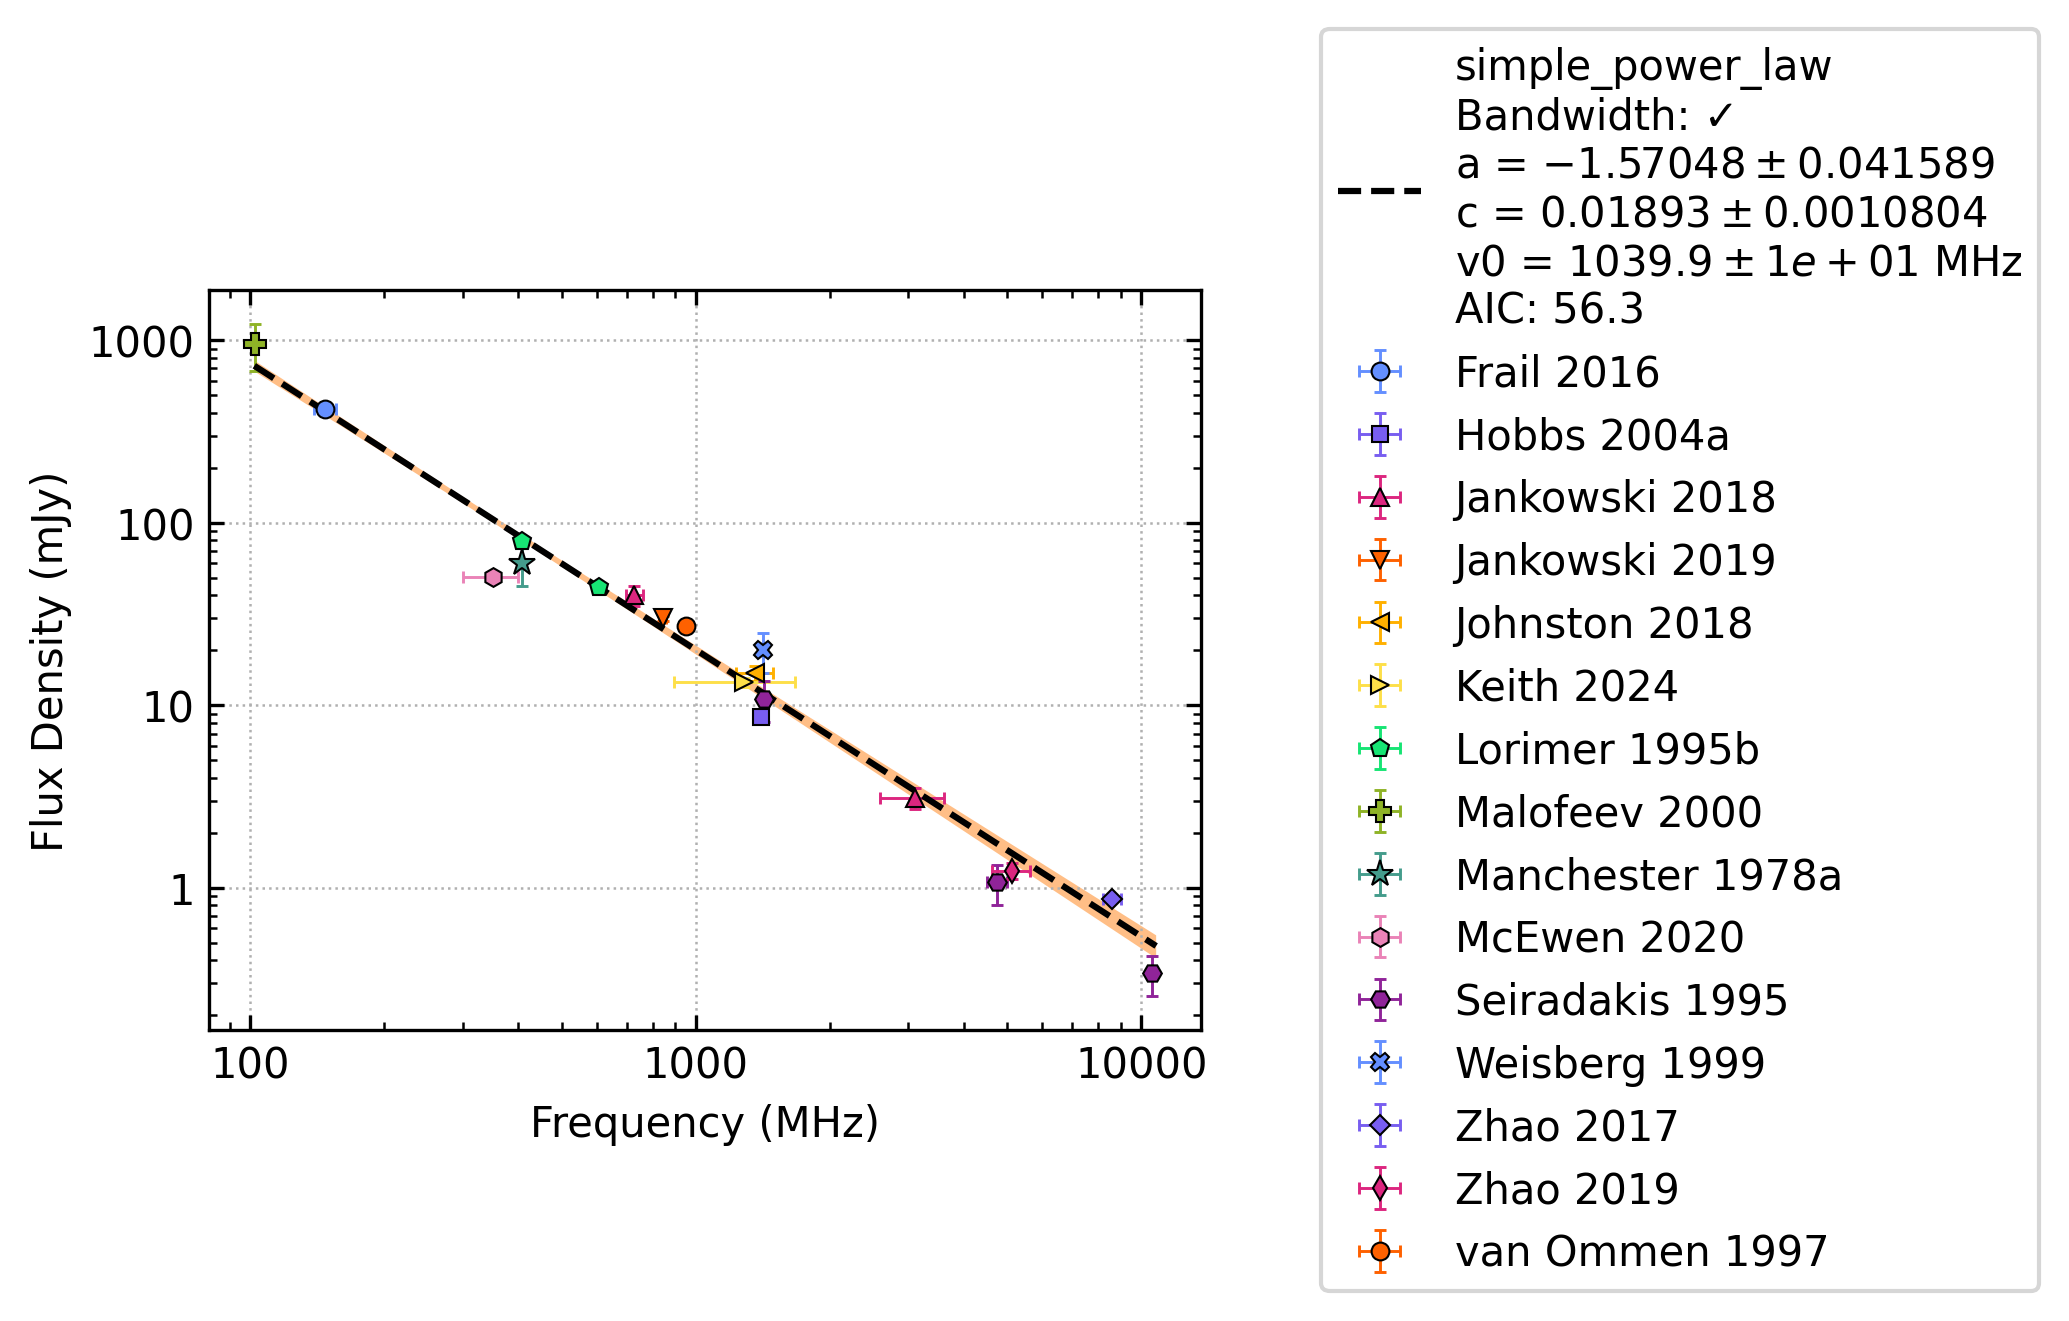 simple_power_law
Bandwidth: ✓
a = −1.57048 ± 0.041589
c = 0.01893 ± 0.0010804
v0 = 1039.9 ± 1e + 01 MHz
AIC: 56.3
Frail 2016
Hobbs 2004a
Jankowski 2018
Jankowski 2019
Johnston 2018
Keith 2024
Lorimer 1995b
Malofeev 2000
Manchester 1978a
McEwen 2020
Seiradakis 1995
Weisberg 1999
Zhao 2017
Zhao 2019
van Ommen 1997
Flux Density (mJy)
1000
100
10
1
100
1000
10000
Frequency (MHz)